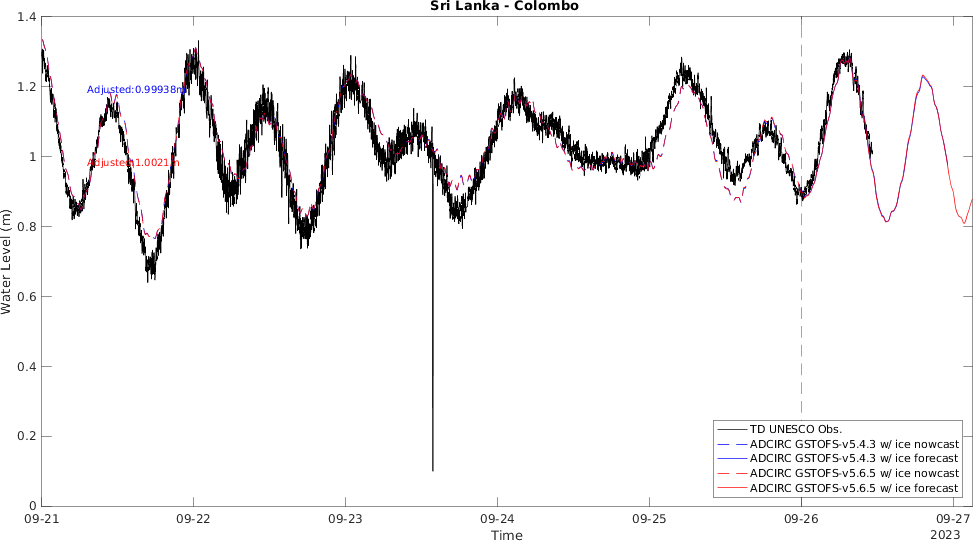 Sri Lanka - Colombo
Water Level (m)
1.4
1.2
1
0.8
0.6
0.4
0.2
0
Adjusted:0.99938m
Adjusted:1.0021m
TD UNESCO Obs.
ADCIRC GSTOFS-v5.4.3 w/ ice nowcast
ADCIRC GSTOFS-v5.4.3 w/ ice forecast
ADCIRC GSTOFS-v5.6.5 w/ ice nowcast
ADCIRC GSTOFS-v5.6.5 w/ ice forecast
09-21 09-22 09-23 09-24 09-25 09-26 09-27
Time
2023